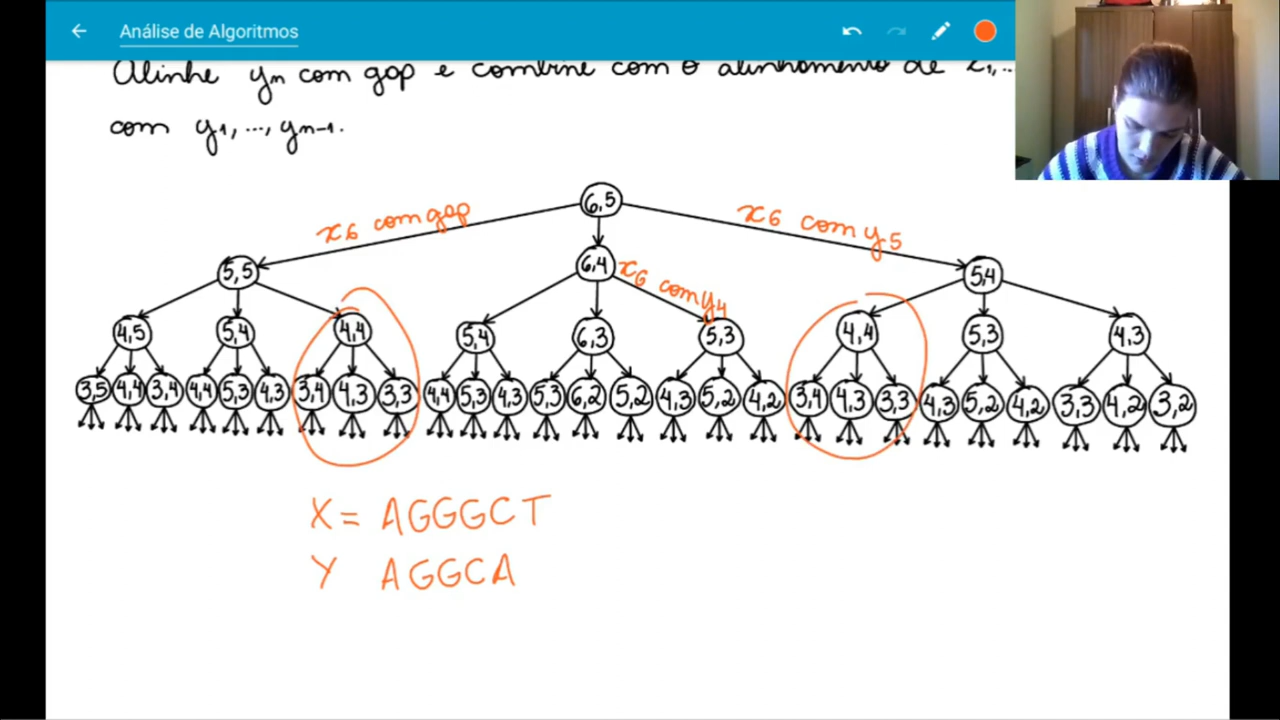 Análise de Algoritmos
Alinhe yn com gap e combine com o alinhamento de x1, ..
com y1, ..., yn-1.
6,5
x6 com gap
x6 com y5
5,5
6,4
x6 com y4
5,4
4,5 5,4 4,4 5,4 6,3 5,3 4,4 5,3 4,3
3,5 4,4 3,4 4,4 5,3 4,3 3,4 4,3 3,3 4,4 5,3 4,3 5,3 6,2 5,2 4,3 5,2 4,2 3,4 4,3 3,3 4,3 5,2 4,2 3,3 4,2 3,2
X = AGGGCT
Y AGGCA